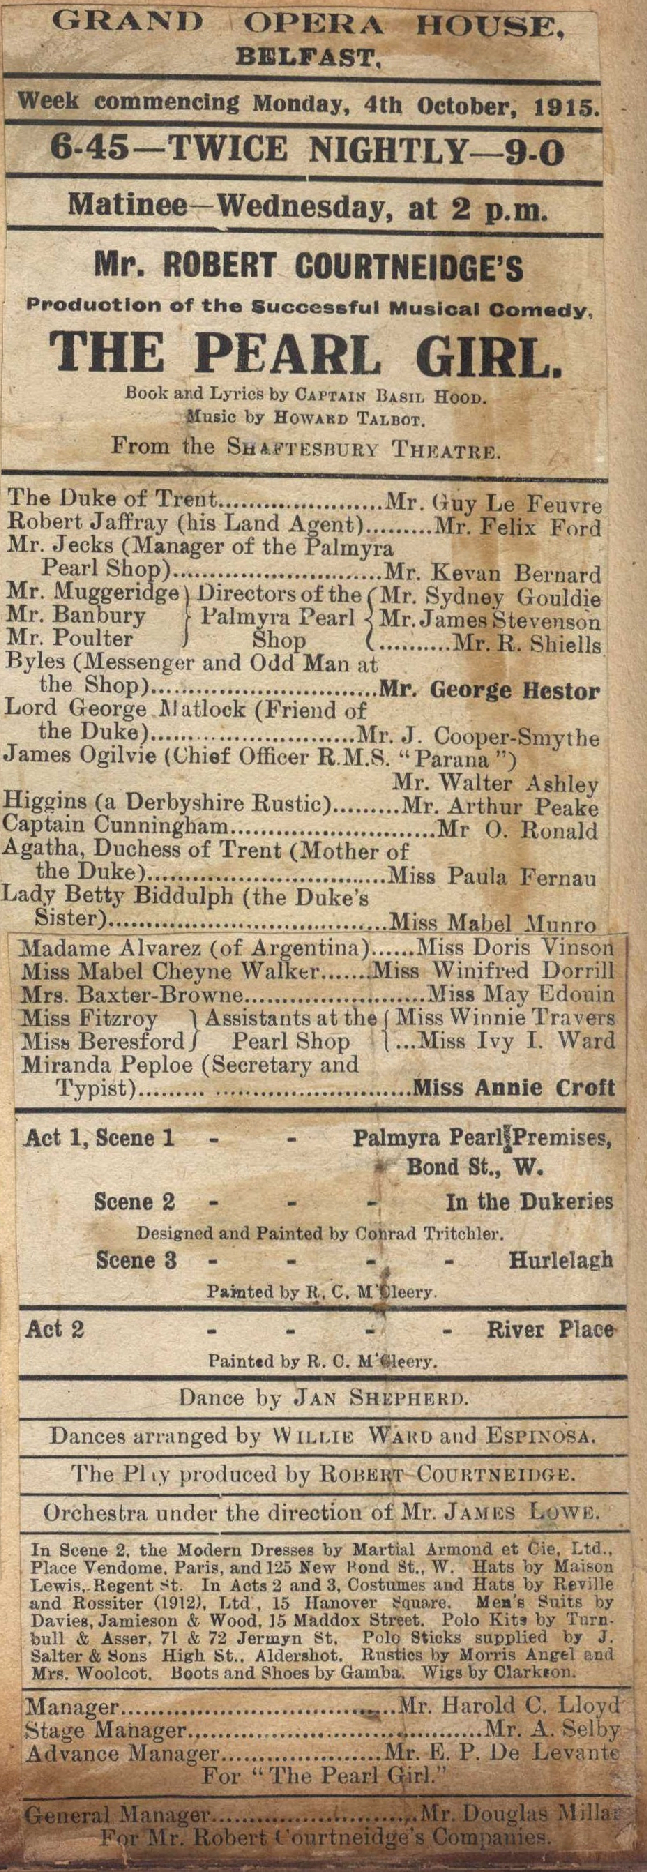 GRAND OPERA HOUSE,
BELFAST,
Week commencing Monday, 4th October, 1915.
6-45—TWICE NIGHTLY—9-0
Matinee—Wednesday, at 2 p.m.
Mr. ROBERT COURTNEIDGE'S
Production of the Successful Musical Comedy,
THE PEARL GIRL.
Book and Lyrics by CAPTAIN BASIL HOOD.
Music by HOWARD TALBOT.
From the SHAFTESBURY THEATRE.
The Duke of Trent......................Mr. Guy Le Feuvre
Robert Jaffray (his Land Agent).........Mr. Felix Ford
Mr. Jecks (Manager of the Palmyra
Pearl Shop)............................Mr. Kevan Bernard
Mr. Muggeridge } Directors of the { Mr. Sydney Gouldie
Mr. Banbury } Palmyra Pearl { Mr. James Stevenson
Mr. Poulter } Shop { ..........Mr. R. Shiells
Byles (Messenger and Odd Man at
the Shop)..............................Mr. George Hestor
Lord George Matlock (Friend of
the Duke)...........................Mr. J. Cooper-Smythe
James Ogilvie (Chief Officer R.M.S. "Parana")
Mr. Walter Ashley
Higgins (a Derbyshire Rustic).........Mr. Arthur Peake
Captain Cunningham...........................Mr O. Ronald
Agatha, Duchess of Trent (Mother of
the Duke)................................Miss Paula Fernau
Lady Betty Biddulph (the Duke's
Sister)....................................Miss Mabel Munro
Madame Alvarez (of Argentina)......Miss Doris Vinson
Miss Mabel Cheyne Walker.......Miss Winifred Dorrill
Mrs. Baxter-Browne........................Miss May Edouin
Miss Fitzroy } Assistants at the { Miss Winnie Travers
Miss Beresford } Pearl Shop { ...Miss Ivy I. Ward
Miranda Peploe (Secretary and
Typist)......... ..........................Miss Annie Croft
Act 1, Scene 1 - - Palmyra Pearl Premises,
Bond St., W.
Scene 2 - - - In the Dukeries
Designed and Painted by Conrad Tritchler.
Scene 3 - - - - Hurlelagh
Painted by R. C. M'Cleery.
Act 2 - - - - River Place
Painted by R. C. M'Cleery.
Dance by JAN SHEPHERD.
Dances arranged by WILLIE WARD and ESPINOSA.
The Play produced by ROBERT COURTNEIDGE.
Orchestra under the direction of Mr. JAMES LOWE.
In Scene 2, the Modern Dresses by Martial Armond et Cie, Ltd.,
Place Vendome, Paris, and 125 New Bond St., W. Hats by Maison
Lewis, Regent St. In Acts 2 and 3, Costumes and Hats by Reville
and Rossiter (1912), Ltd., 15 Hanover Square. Men's Suits by
Davies, Jamieson & Wood, 15 Maddox Street. Polo Kits by Turn-
bull & Asser, 71 & 72 Jermyn St. Polo Sticks supplied by J.
Salter & Sons High St., Aldershot. Rustics by Morris Angel and
Mrs. Woolcot. Boots and Shoes by Gamba. Wigs by Clarkson.
Manager.................................Mr. Harold C. Lloyd
Stage Manager...................................Mr. A. Selby
Advance Manager....................Mr. E. P. De Levante
For "The Pearl Girl."
General Manager.........................Mr. Douglas Millar
For Mr. Robert Courtneidge's Companies.